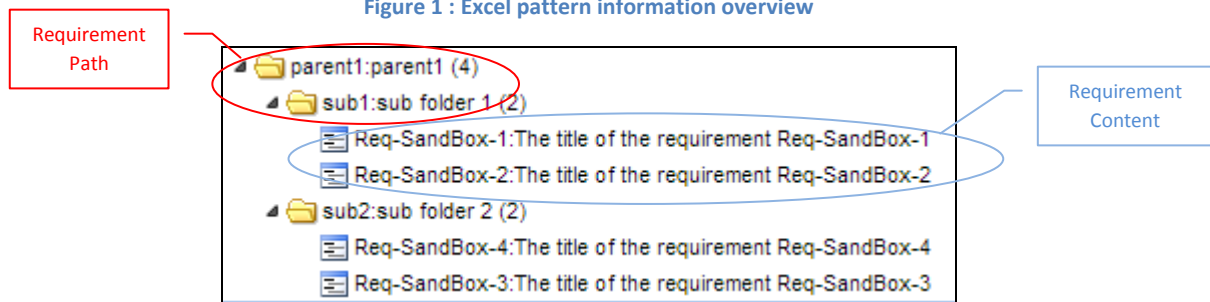 Figure 1 : Excel pattern information overview
Requirement
Path
parent1:parent1 (4)
sub1:sub folder 1 (2)
Req-SandBox-1:The title of the requirement Req-SandBox-1
Req-SandBox-2:The title of the requirement Req-SandBox-2
sub2:sub folder 2 (2)
Req-SandBox-4:The title of the requirement Req-SandBox-4
Req-SandBox-3:The title of the requirement Req-SandBox-3
Requirement
Content